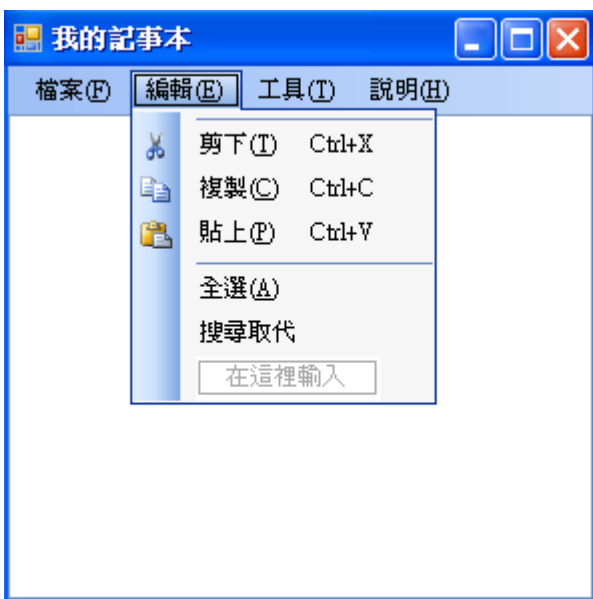 我的記事本
檔案(F) 編輯(E) 工具(T) 說明(H)
剪下(T) Ctrl+X
複製(C) Ctrl+C
貼上(P) Ctrl+V
全選(A)
搜尋取代
在這裡輸入